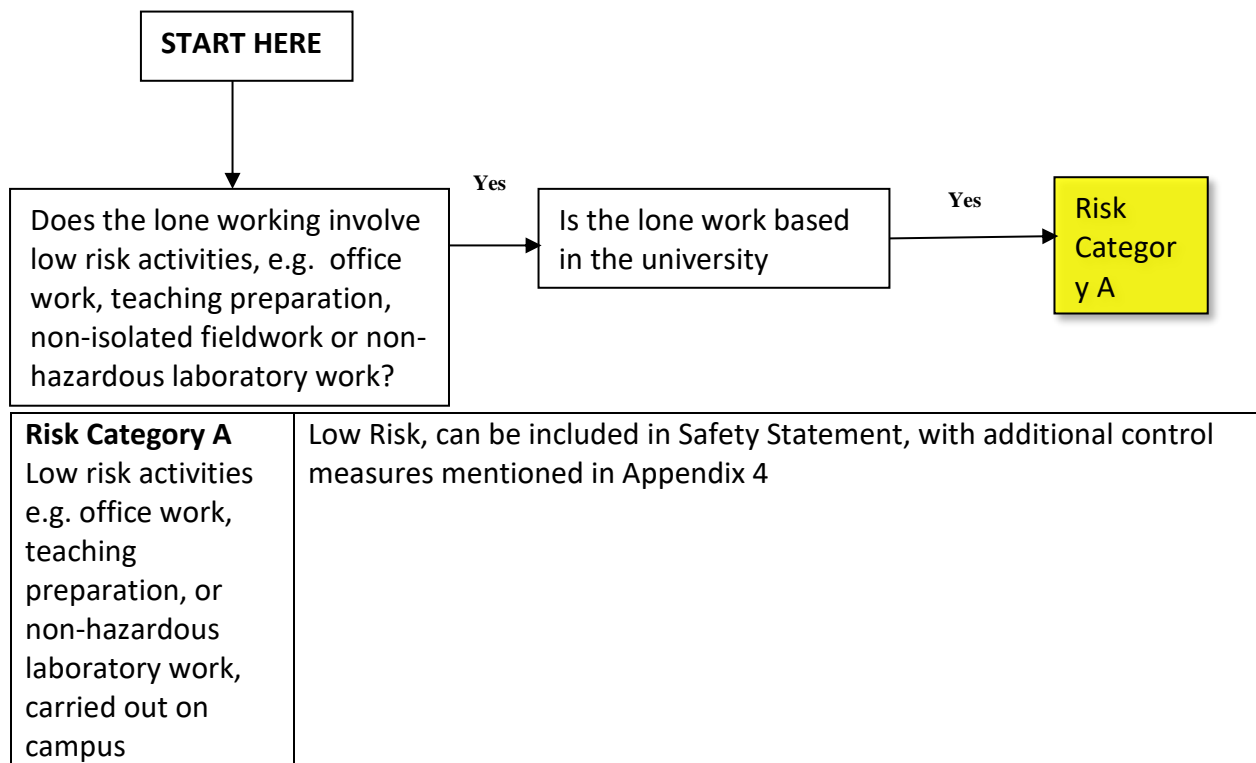 START HERE
Yes
Yes
Does the lone working involve
low risk activities, e.g. office
work, teaching preparation,
non-isolated fieldwork or non-
hazardous laboratory work?
Is the lone work based
in the university
Risk
Categor
y A
Risk Category A
Low risk activities
e.g. office work,
teaching
preparation, or
non-hazardous
laboratory work,
carried out on
campus
Low Risk, can be included in Safety Statement, with additional control
measures mentioned in Appendix 4